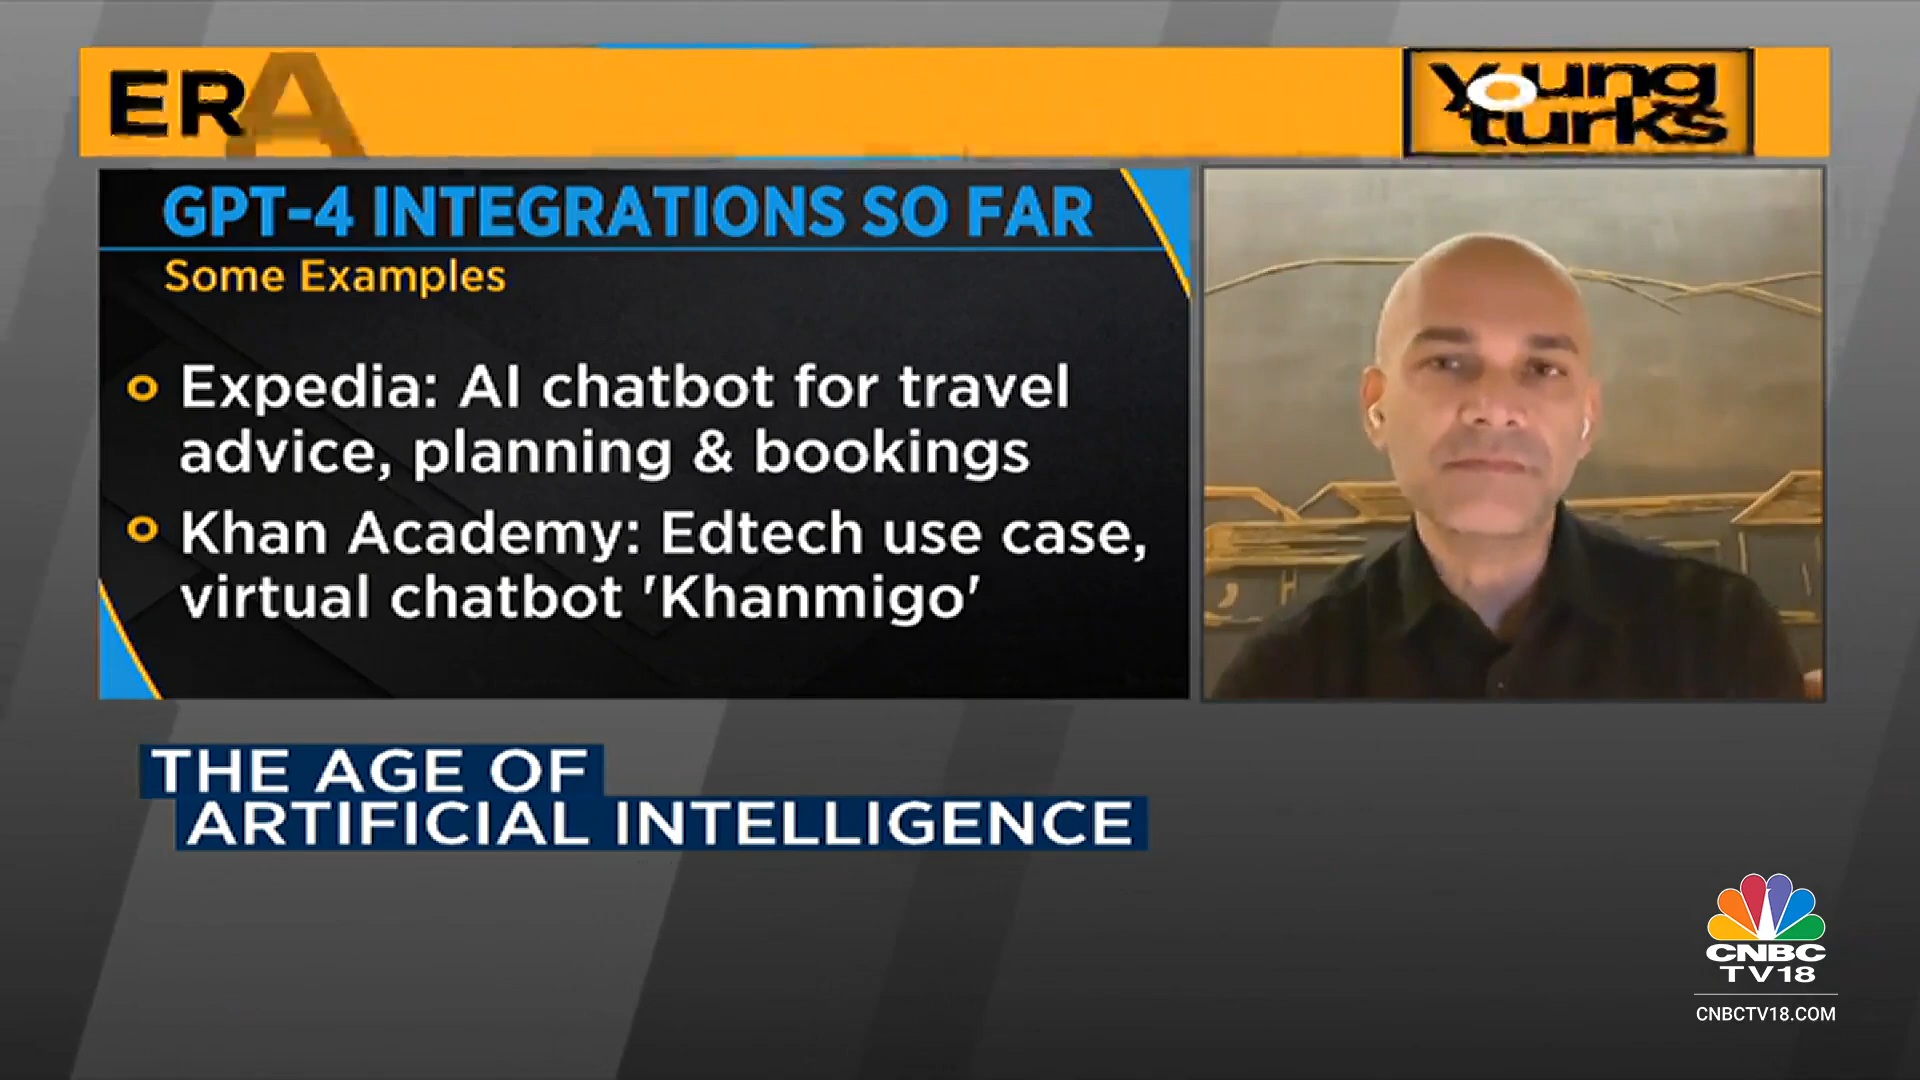 ERA
Young
turks
GPT-4 INTEGRATIONS SO FAR
Some Examples
Expedia: AI chatbot for travel
advice, planning & bookings
Khan Academy: Edtech use case,
virtual chatbot 'Khanmigo'
THE AGE OF
ARTIFICIAL INTELLIGENCE
CNBC
TV18
CNBCTV18.COM